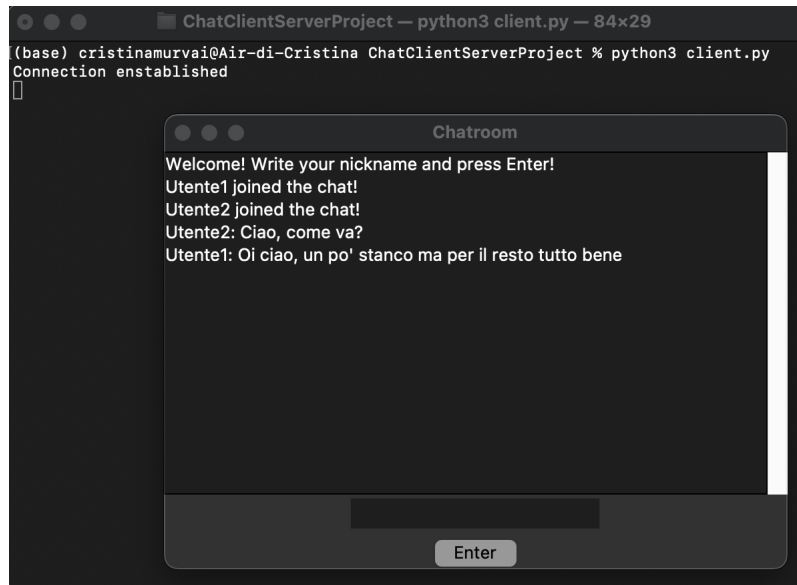 ChatClientServerProject — python3 client.py — 84×29
(base) cristinamurvai@Air-di-Cristina ChatClientServerProject % python3 client.py
Connection enstablished
Chatroom
Welcome! Write your nickname and press Enter!
Utente1 joined the chat!
Utente2 joined the chat!
Utente2: Ciao, come va?
Utente1: Oi ciao, un po' stanco ma per il resto tutto bene
Enter